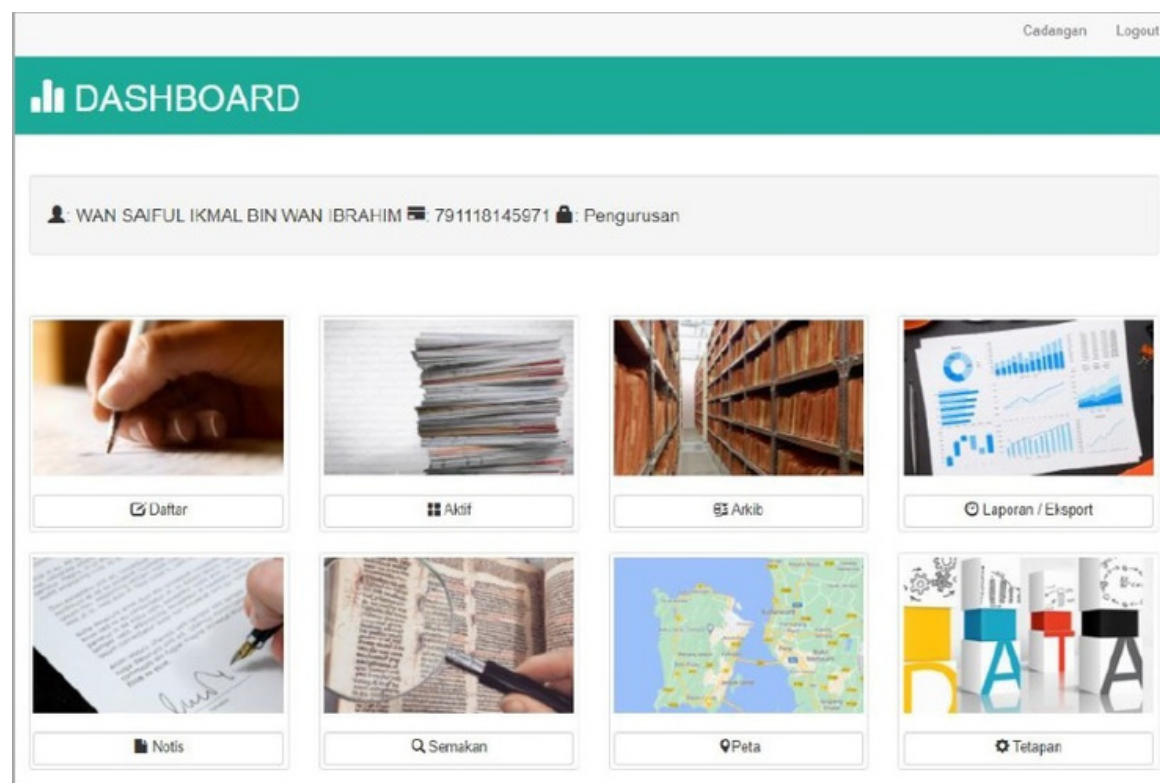 Cadangan Logout
DASHBOARD
: WAN SAIFUL IKMAL BIN WAN IBRAHIM : 791118145971 : Pengurusan
Daftar Aktif Arkib Laporan / Eksport
DATA
Notis Semakan Peta Tetapan